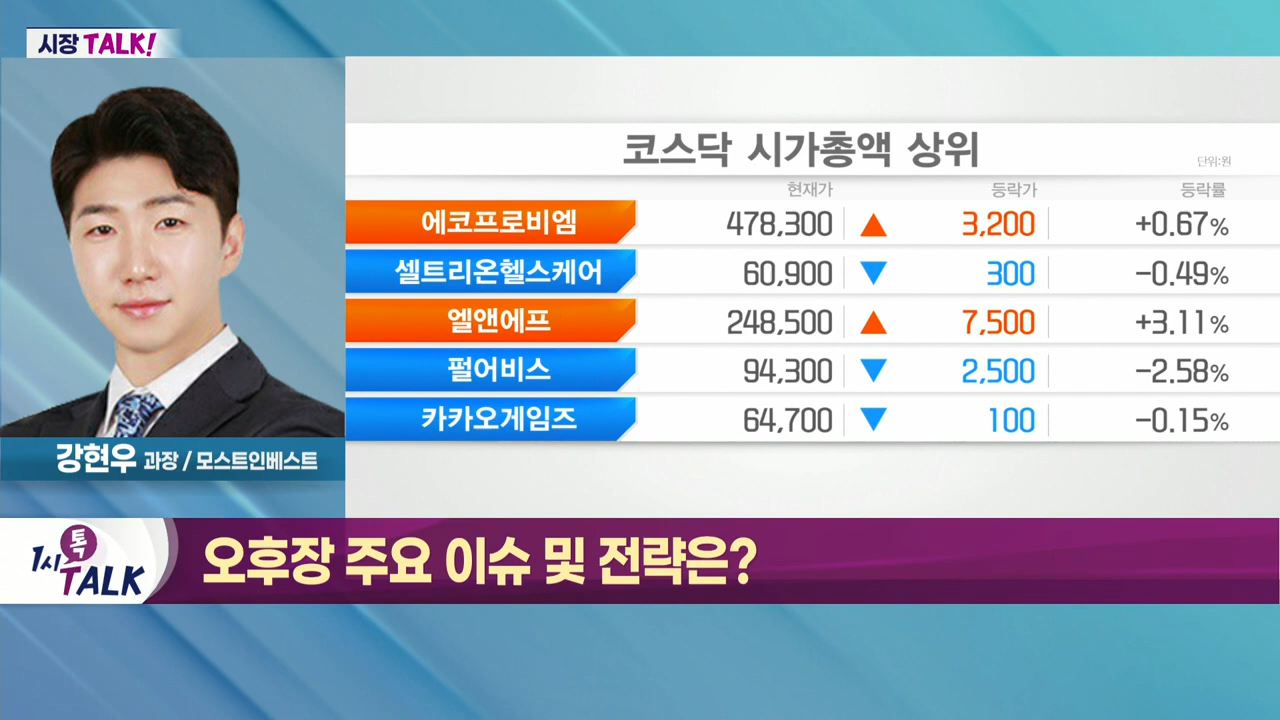 시장 TALK!
코스닥 시가총액 상위
단위:원
현재가 등락가 등락률
에코프로비엠 478,300 ▲ 3,200 +0.67%
셀트리온헬스케어 60,900 ▼ 300 -0.49%
엘앤에프 248,500 ▲ 7,500 +3.11%
펄어비스 94,300 ▼ 2,500 -2.58%
카카오게임즈 64,700 ▼ 100 -0.15%
강현우 과장 / 모스트인베스트
1시 톡 TALK
오후장 주요 이슈 및 전략은?